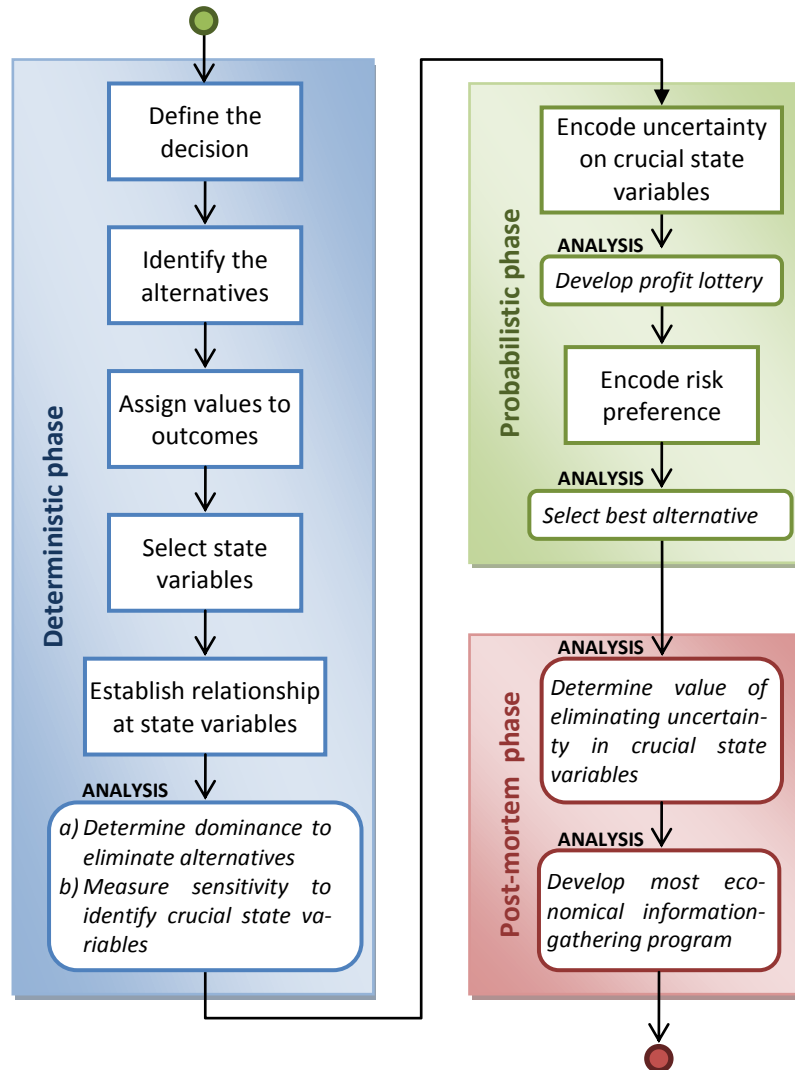 Deterministic phase
Define the
decision
Identify the
alternatives
Assign values to
outcomes
Select state
variables
Establish relationship
at state variables
ANALYSIS
a) Determine dominance to
eliminate alternatives
b) Measure sensitivity to
identify crucial state va-
riables
Probabilistic phase
Encode uncertainty
on crucial state
variables
ANALYSIS
Develop profit lottery
Encode risk
preference
ANALYSIS
Select best alternative
Post-mortem phase
ANALYSIS
Determine value of
eliminating uncertain-
ty in crucial state
variables
ANALYSIS
Develop most eco-
nomical information-
gathering program